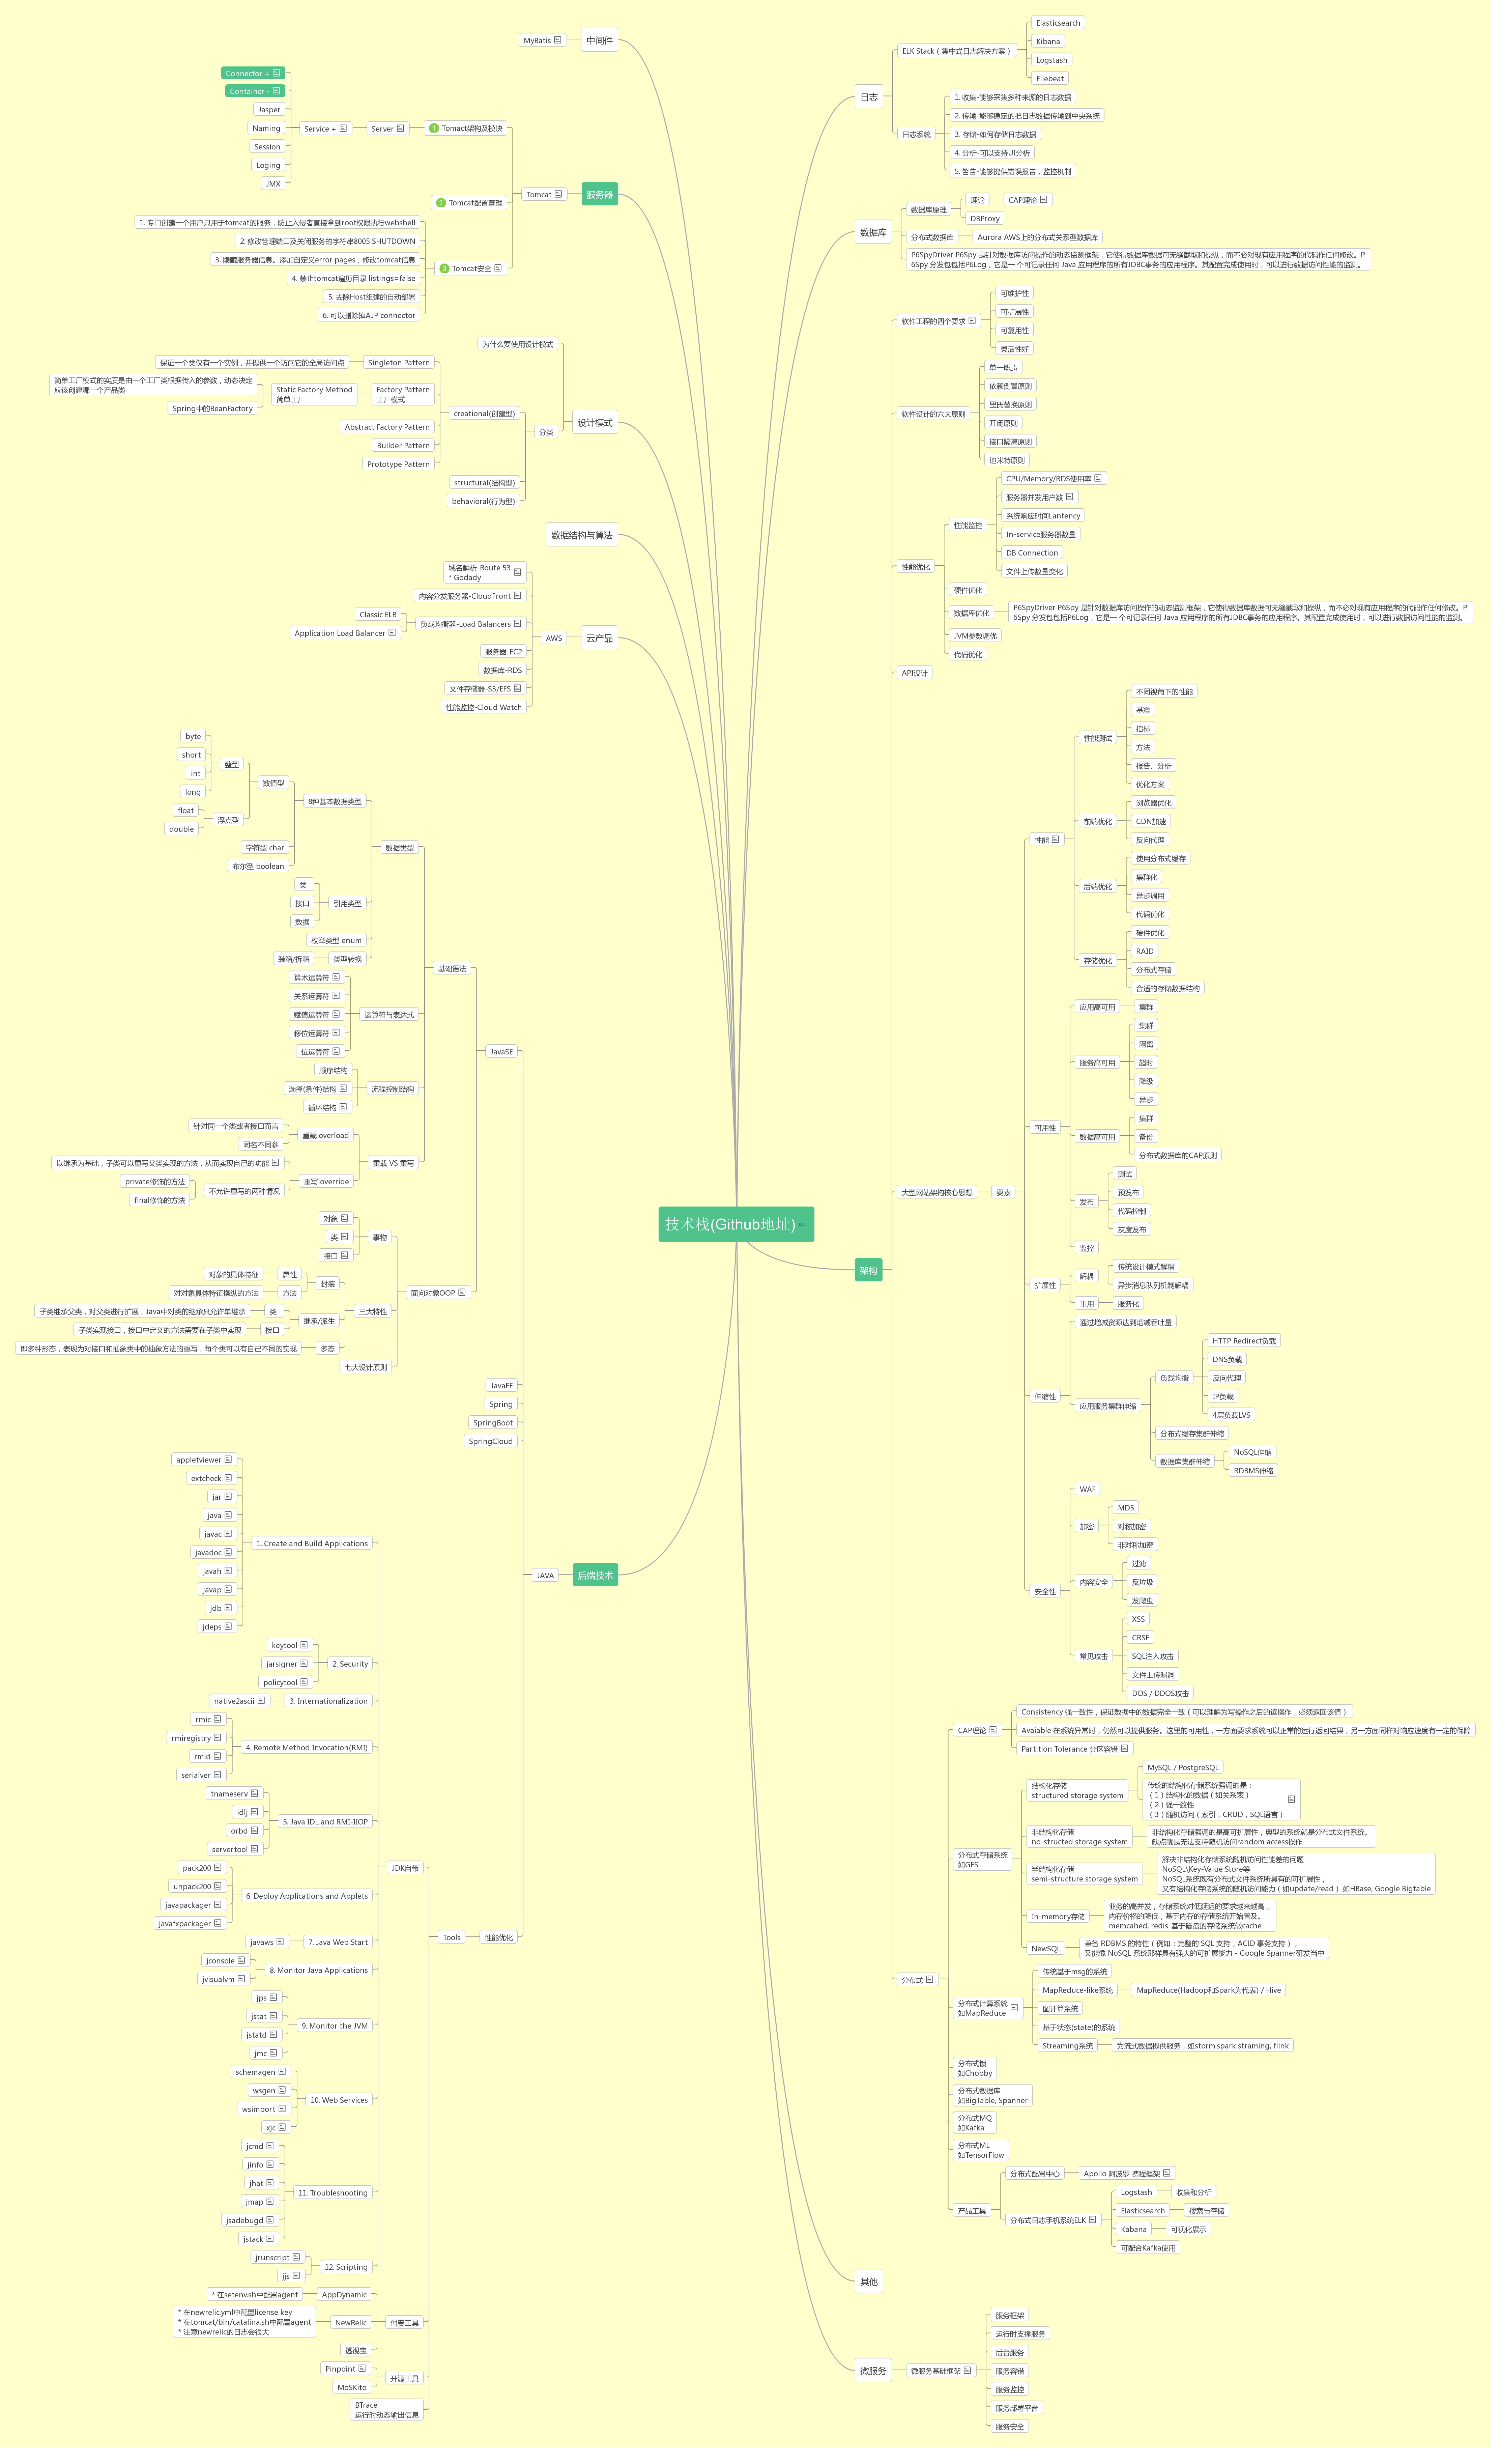 技术栈(Github地址)
中间件
MyBatis
服务器
Tomcat
1 Tomact架构及模块
Server
Service +
Connector +
Container -
Jasper
Naming
Session
Loging
JMX
2 Tomcat配置管理
3 Tomcat安全
1. 专门创建一个用户只用于tomcat的服务，防止入侵者直接拿到root权限执行webshell
2. 修改管理端口及关闭服务的字符串8005 SHUTDOWN
3. 隐藏服务器信息。添加自定义error pages，修改tomcat信息
4. 禁止tomcat遍历目录 listings=false
5. 去除Host组建的自动部署
6. 可以删除掉AJP connector
设计模式
为什么要使用设计模式
分类
creational(创建型)
Singleton Pattern
保证一个类仅有一个实例，并提供一个访问它的全局访问点
Factory Pattern
工厂模式
Static Factory Method
简单工厂
简单工厂模式的实质是由一个工厂类根据传入的参数，动态决定
应该创建哪一个产品类
Spring中的BeanFactory
Abstract Factory Pattern
Builder Pattern
Prototype Pattern
structural(结构型)
behavioral(行为型)
数据结构与算法
云产品
AWS
域名解析-Route 53
* Godady
内容分发服务器-CloudFront
负载均衡器-Load Balancers
Classic ELB
Application Load Balancer
服务器-EC2
数据库-RDS
文件存储器-S3/EFS
性能监控-Cloud Watch
后端技术
JAVA
JavaSE
基础语法
数据类型
8种基本数据类型
数值型
整型
byte
short
int
long
浮点型
float
double
字符型 char
布尔型 boolean
引用类型
类
接口
数据
枚举类型 enum
类型转换
装箱/拆箱
运算符与表达式
算术运算符
关系运算符
赋值运算符
移位运算符
位运算符
流程控制结构
顺序结构
选择(条件)结构
循环结构
重载 VS 重写
重载 overload
针对同一个类或者接口而言
同名不同参
重写 override
以继承为基础，子类可以重写父类实现的方法，从而实现自己的功能
不允许重写的两种情况
private修饰的方法
final修饰的方法
面向对象OOP
事物
对象
类
接口
三大特性
封装
属性
对象的具体特征
方法
对对象具体特征操纵的方法
继承/派生
类
子类继承父类，对父类进行扩展，Java中对类的继承只允许单继承
接口
子类实现接口，接口中定义的方法需要在子类中实现
多态
即多种形态，表现为对接口和抽象类中的抽象方法的重写，每个类可以有自己不同的实现
七大设计原则
JavaEE
Spring
SpringBoot
SpringCloud
性能优化
Tools
JDK自带
1. Create and Build Applications
appletviewer
extcheck
jar
java
javac
javadoc
javah
javap
jdb
jdeps
2. Security
keytool
jarsigner
policytool
3. Internationalization
native2ascii
4. Remote Method Invocation(RMI)
rmic
rmiregistry
rmid
serialver
5. Java IDL and RMI-IIOP
tnameserv
idlj
orbd
servertool
6. Deploy Applications and Applets
pack200
unpack200
javapackager
javafxpackager
7. Java Web Start
javaws
8. Monitor Java Applications
jconsole
jvisualvm
9. Monitor the JVM
jps
jstat
jstatd
jmc
10. Web Services
schemagen
wsgen
wsimport
xjc
11. Troubleshooting
jcmd
jinfo
jhat
jmap
jsadebugd
jstack
12. Scripting
jrunscript
jjs
付费工具
AppDynamic
* 在setenv.sh中配置agent
NewRelic
* 在newrelic.yml中配置license key
* 在tomcat/bin/catalina.sh中配置agent
* 注意newrelic的日志会很大
透视宝
开源工具
Pinpoint
MoSKito
BTrace
运行时动态输出信息
日志
ELK Stack（集中式日志解决方案）
Elasticsearch
Kibana
Logstash
Filebeat
日志系统
1. 收集-能够采集多种来源的日志数据
2. 传输-能够稳定的把日志数据传输到中央系统
3. 存储-如何存储日志数据
4. 分析-可以支持UI分析
5. 警告-能够提供错误报告，监控机制
数据库
数据库原理
理论
CAP理论
DBProxy
分布式数据库
Aurora AWS上的分布式关系型数据库
P6SpyDriver P6Spy 是针对数据库访问操作的动态监测框架，它使得数据库数据可无缝截取和操纵，而不必对现有应用程序的代码作任何修改。P
6Spy 分发包包括P6Log，它是一 个可记录任何 Java 应用程序的所有JDBC事务的应用程序。其配置完成使用时，可以进行数据访问性能的监测。
架构
软件工程的四个要求
可维护性
可扩展性
可复用性
灵活性好
软件设计的六大原则
单一职责
依赖倒置原则
里氏替换原则
开闭原则
接口隔离原则
迪米特原则
性能优化
性能监控
CPU/Memory/RDS使用率
服务器并发用户数
系统响应时间Lantency
In-service服务器数量
DB Connection
文件上传数量变化
硬件优化
数据库优化
P6SpyDriver P6Spy 是针对数据库访问操作的动态监测框架，它使得数据库数据可无缝截取和操纵，而不必对现有应用程序的代码作任何修改。P
6Spy 分发包包括P6Log，它是一 个可记录任何 Java 应用程序的所有JDBC事务的应用程序。其配置完成使用时，可以进行数据访问性能的监测。
JVM参数调优
代码优化
API设计
大型网站架构核心思想
要素
性能
性能测试
不同视角下的性能
基准
指标
方法
报告、分析
优化方案
前端优化
浏览器优化
CDN加速
反向代理
后端优化
使用分布式缓存
集群化
异步调用
代码优化
存储优化
硬件优化
RAID
分布式存储
合适的存储数据结构
可用性
应用高可用
集群
服务高可用
集群
隔离
超时
降级
异步
数据高可用
集群
备份
分布式数据库的CAP原则
发布
测试
预发布
代码控制
灰度发布
监控
扩展性
解耦
传统设计模式解耦
异步消息队列机制解耦
重用
服务化
伸缩性
通过增减资源达到增减吞吐量
应用服务集群伸缩
负载均衡
HTTP Redirect负载
DNS负载
反向代理
IP负载
4层负载LVS
分布式缓存集群伸缩
数据库集群伸缩
NoSQL伸缩
RDBMS伸缩
安全性
WAF
加密
MD5
对称加密
非对称加密
内容安全
过滤
反垃圾
发爬虫
常见攻击
XSS
CRSF
SQL注入攻击
文件上传漏洞
DOS / DDOS攻击
分布式
CAP理论
Consistency 强一致性，保证数据中的数据完全一致（可以理解为写操作之后的读操作，必须返回该值）
Avaiable 在系统异常时，仍然可以提供服务。这里的可用性，一方面要求系统可以正常的运行返回结果，另一方面同样对响应速度有一定的保障
Partition Tolerance 分区容错
分布式存储系统
如GFS
结构化存储
structured storage system
MySQL / PostgreSQL
传统的结构化存储系统强调的是：
（1）结构化的数据（如关系表）
（2）强一致性
（3）随机访问（索引，CRUD，SQL语言）
非结构化存储
no-structed storage system
非结构化存储强调的是高可扩展性，典型的系统就是分布式文件系统。
缺点就是无法支持随机访问random access操作
半结构化存储
semi-structure storage system
解决非结构化存储系统随机访问性能差的问题
NoSQL\Key-Value Store等
NoSQL系统既有分布式文件系统所具有的可扩展性，
又有结构化存储系统的随机访问能力（如update/read） 如HBase, Google Bigtable
In-memory存储
业务的高并发，存储系统对低延迟的要求越来越高，
内存价格的降低，基于内存的存储系统开始普及。
memcahed, redis-基于磁盘的存储系统做cache
NewSQL
兼备 RDBMS 的特性（例如：完整的 SQL 支持，ACID 事务支持），
又能像 NoSQL 系统那样具有强大的可扩展能力 - Google Spanner研发当中
分布式计算系统
如MapReduce
传统基于msg的系统
MapReduce-like系统
MapReduce(Hadoop和Spark为代表) / Hive
图计算系统
基于状态(state)的系统
Streaming系统
为流式数据提供服务，如storm.spark straming, flink
分布式锁
如Chobby
分布式数据库
如BigTable, Spanner
分布式MQ
如Kafka
分布式ML
如TensorFlow
产品工具
分布式配置中心
Apollo 阿波罗 携程框架
分布式日志手机系统ELK
Logstash
收集和分析
Elasticsearch
搜索与存储
Kabana
可视化展示
可配合Kafka使用
其他
微服务
微服务基础框架
服务框架
运行时支撑服务
后台服务
服务容错
服务监控
服务部署平台
服务安全